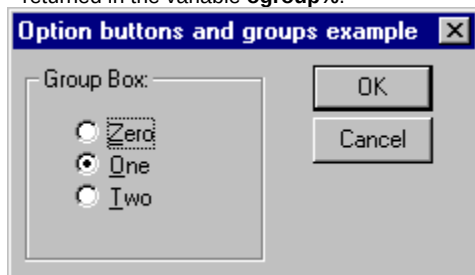 returned in the variable ogroup%.
Option buttons and groups example
Group Box:
OK
Zero
Cancel
One
Two